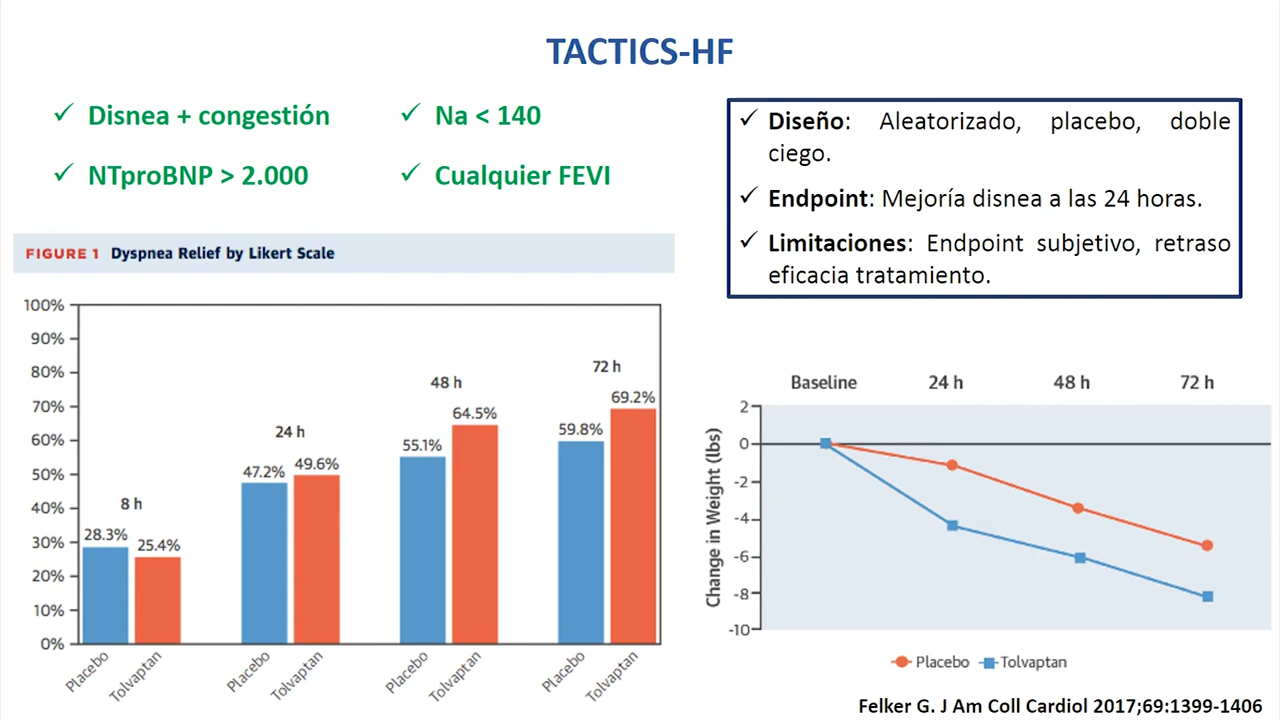 TACTICS-HF
✓ Disnea + congestión
✓ Na < 140
✓ NTproBNP > 2.000
✓ Cualquier FEVI
✓ Diseño: Aleatorizado, placebo, doble
ciego.
✓ Endpoint: Mejoría disnea a las 24 horas.
✓ Limitaciones: Endpoint subjetivo, retraso
eficacia tratamiento.
FIGURE 1 Dyspnea Relief by Likert Scale
100%
90%
80%
70%
60%
50%
40%
30%
20%
10%
0%
8 h
28.3%
25.4%
24 h
47.2%
49.6%
48 h
55.1%
64.5%
72 h
59.8%
69.2%
Placebo
Tolvaptan
Placebo
Tolvaptan
Placebo
Tolvaptan
Placebo
Tolvaptan
Baseline 24 h 48 h 72 h
Change in Weight (lbs)
2
0
-2
-4
-6
-8
-10
Placebo Tolvaptan
Felker G. J Am Coll Cardiol 2017;69:1399-1406